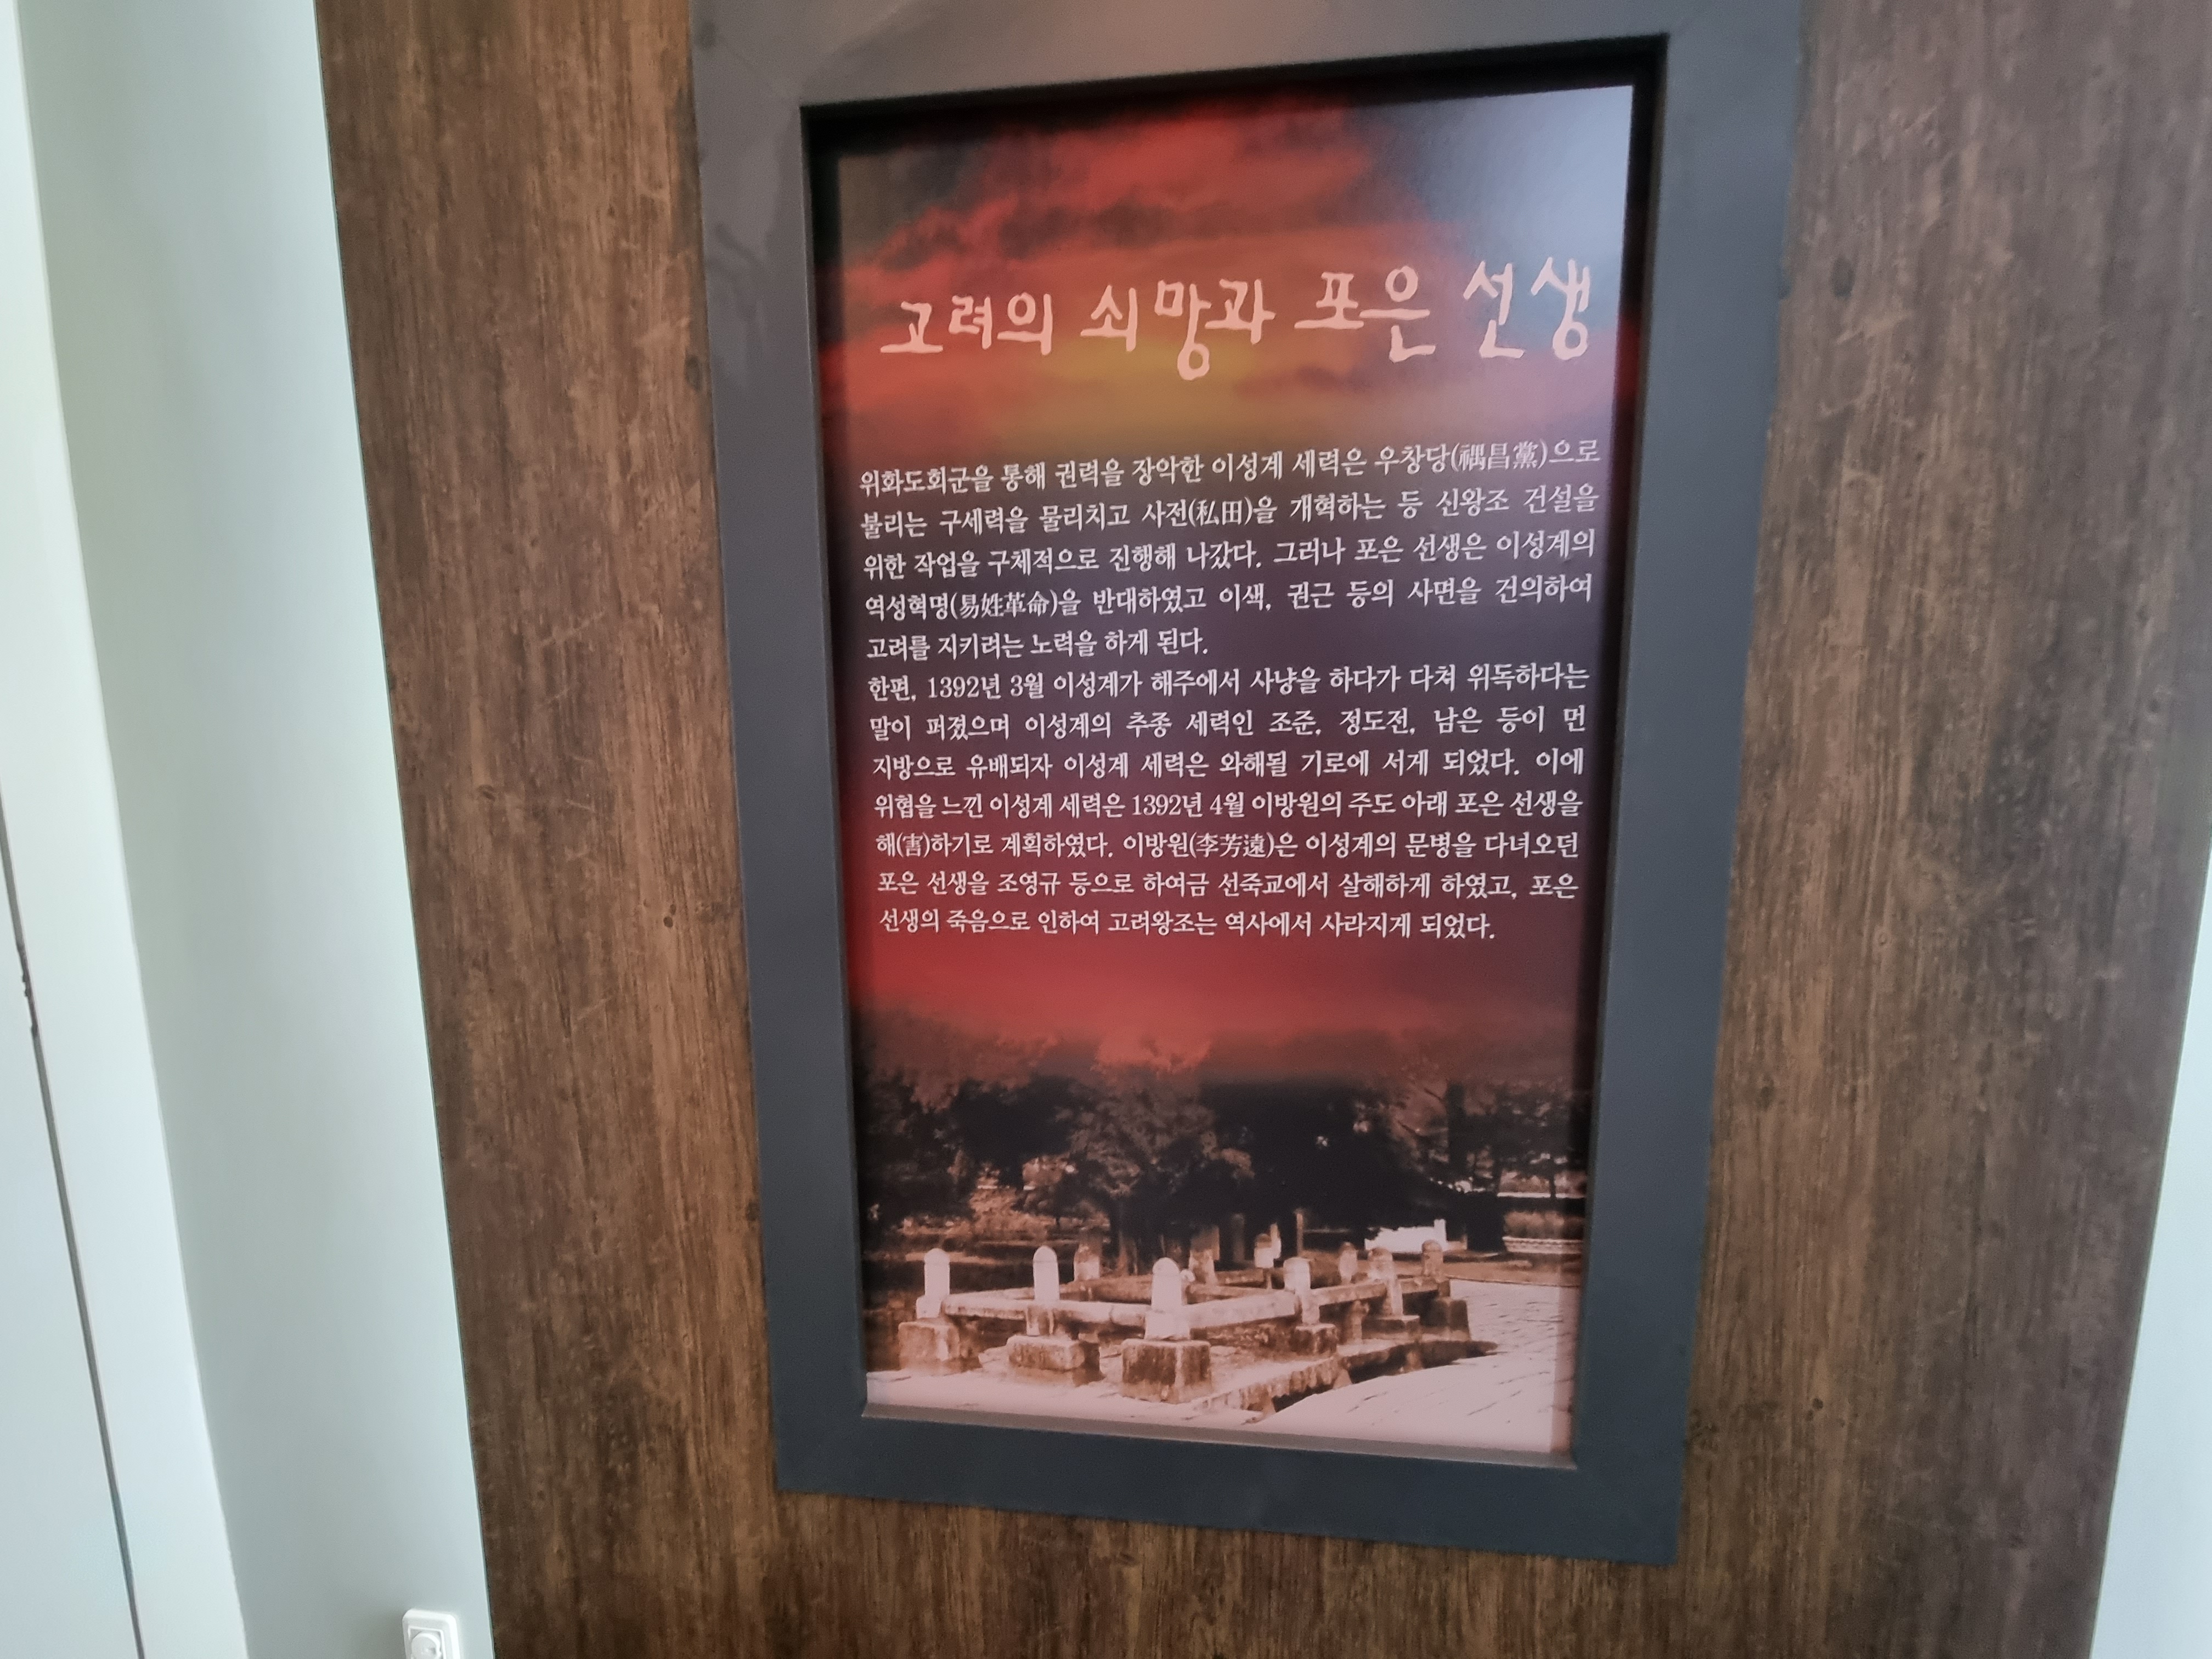 고려의 쇠망과 포은 선생
위화도회군을 통해 권력을 장악한 이성계 세력은 우창당(禑昌黨)으로
불리는 구세력을 물리치고 사전(私田)을 개혁하는 등 신왕조 건설을
위한 작업을 구체적으로 진행해 나갔다. 그러나 포은 선생은 이성계의
역성혁명(易姓革命)을 반대하였고 이색, 권근 등의 사면을 건의하여
고려를 지키려는 노력을 하게 된다.
한편, 1392년 3월 이성계가 해주에서 사냥을 하다가 다쳐 위독하다는
말이 퍼졌으며 이성계의 추종 세력인 조준, 정도전, 남은 등이 먼
지방으로 유배되자 이성계 세력은 와해될 기로에 서게 되었다. 이에
위협을 느낀 이성계 세력은 1392년 4월 이방원의 주도 아래 포은 선생을
해(害)하기로 계획하였다. 이방원(李芳遠)은 이성계의 문병을 다녀오던
포은 선생을 조영규 등으로 하여금 선죽교에서 살해하게 하였고, 포은
선생의 죽음으로 인하여 고려왕조는 역사에서 사라지게 되었다.